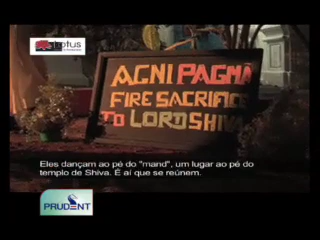 Lotus
AGNI PAGMA
FIRE SACRIFICE
TO LORD SHIVA
Eles dançam ao pé do "mand", um lugar ao pé do
templo de Shiva. É aí que se reúnem.
PRUDENT